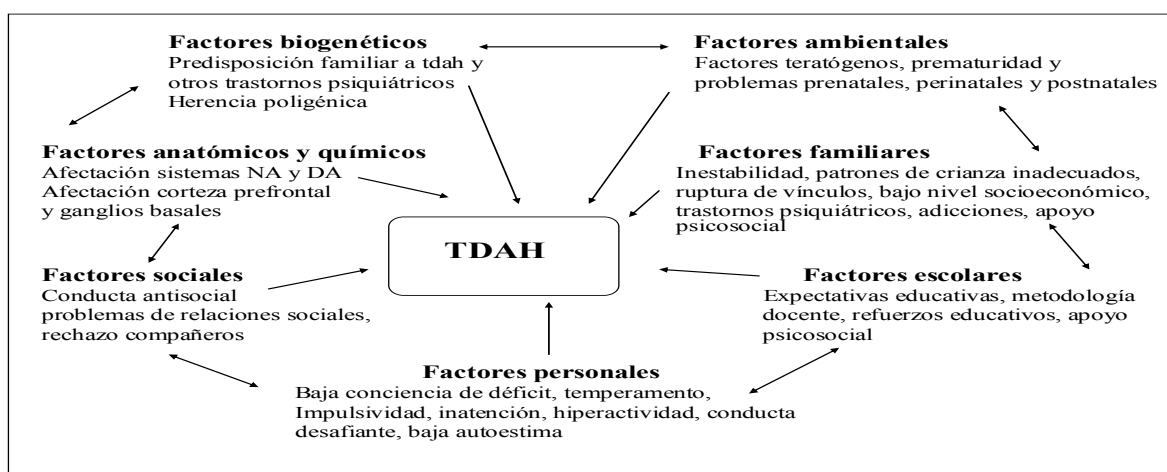 Factores biogenéticos
Predisposición familiar a tdah y
otros trastornos psiquiátricos
Herencia poligénica
Factores ambientales
Factores teratógenos, prematuridad y
problemas prenatales, perinatales y postnatales
Factores anatómicos y químicos
Afectación sistemas NA y DA
Afectación corteza prefrontal
y ganglios basales
Factores familiares
Inestabilidad, patrones de crianza inadecuados,
ruptura de vínculos, bajo nivel socioeconómico,
trastornos psiquiátricos, adicciones, apoyo
psicosocial
TDAH
Factores sociales
Conducta antisocial
problemas de relaciones sociales,
rechazo compañeros
Factores escolares
Expectativas educativas, metodología
docente, refuerzos educativos, apoyo
psicosocial
Factores personales
Baja conciencia de déficit, temperamento,
Impulsividad, inatención, hiperactividad, conducta
desafiante, baja autoestima